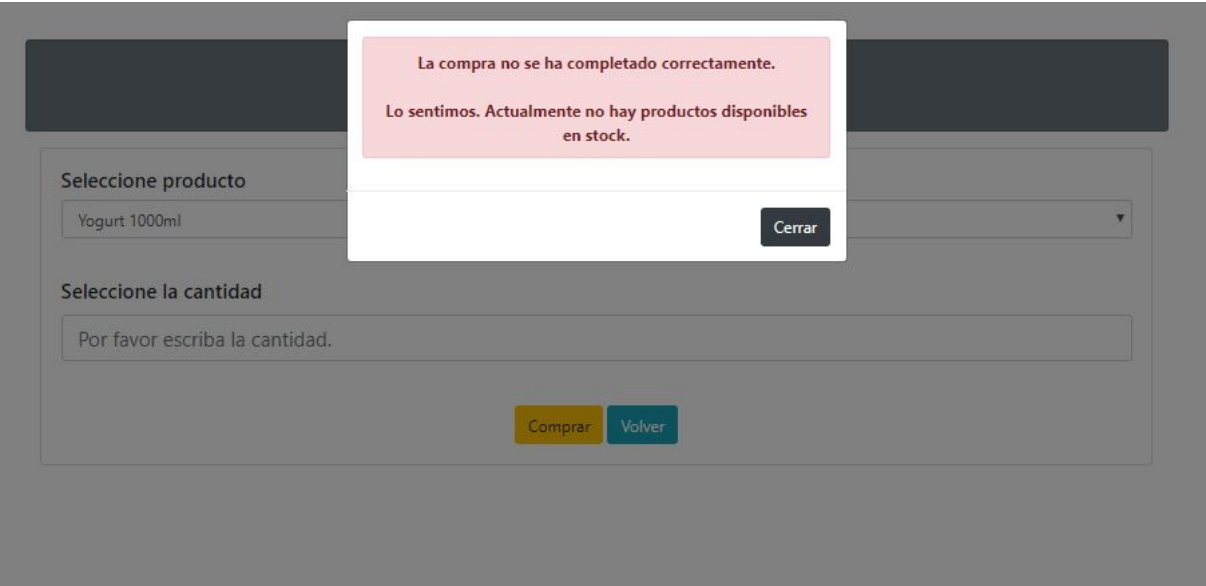 La compra no se ha completado correctamente.
Lo sentimos. Actualmente no hay productos disponibles
en stock.
Cerrar
Seleccione producto
Yogurt 1000ml
Seleccione la cantidad
Por favor escriba la cantidad.
Comprar Volver